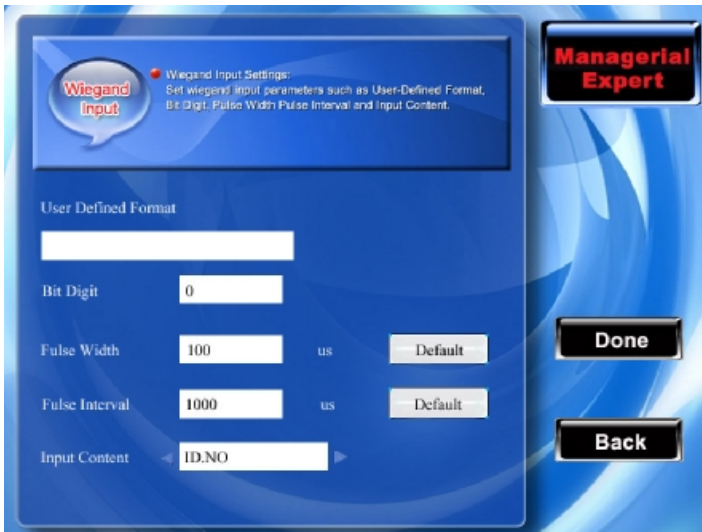 Wiegand
Input
Wiegand Input Settings:
Set wiegand input parameters such as User-Defined Format,
Bit Digit, Pulse Width Pulse Interval and Input Content.
Managerial
Expert
User Defined Format
Bit Digit
0
Pulse Width
100
us
Default
Pulse Interval
1000
us
Default
Input Content
ID.NO
Done
Back